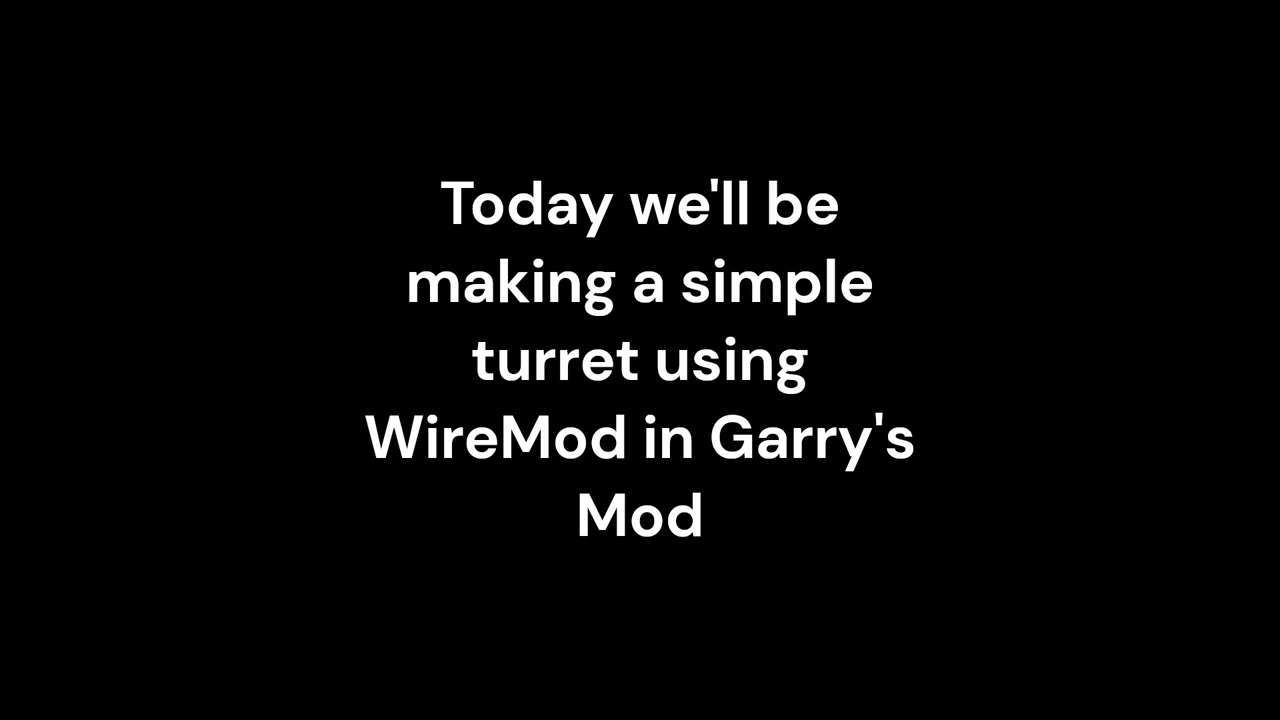 Today we'll be
making a simple
turret using
WireMod in Garry's
Mod